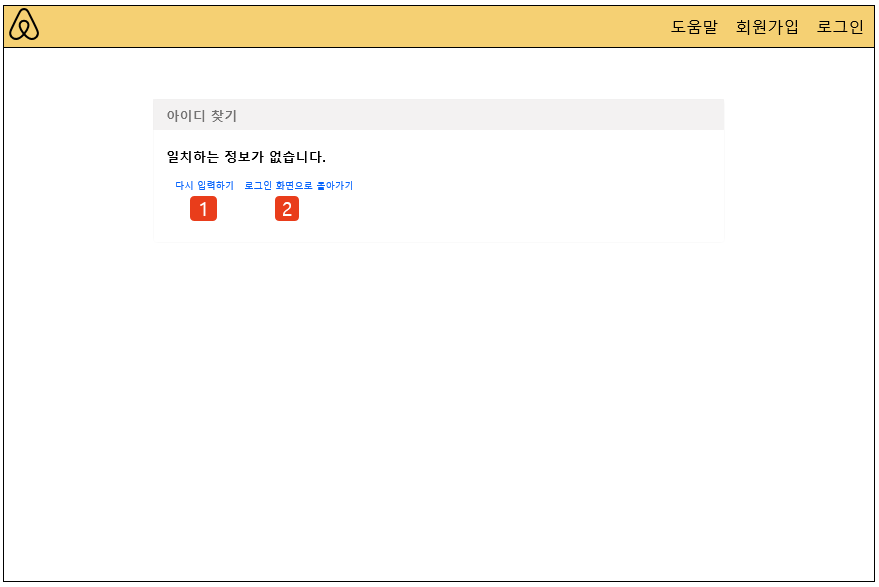 도움말 회원가입 로그인
아이디 찾기
일치하는 정보가 없습니다.
다시 입력하기 로그인 화면으로 돌아가기
1 2